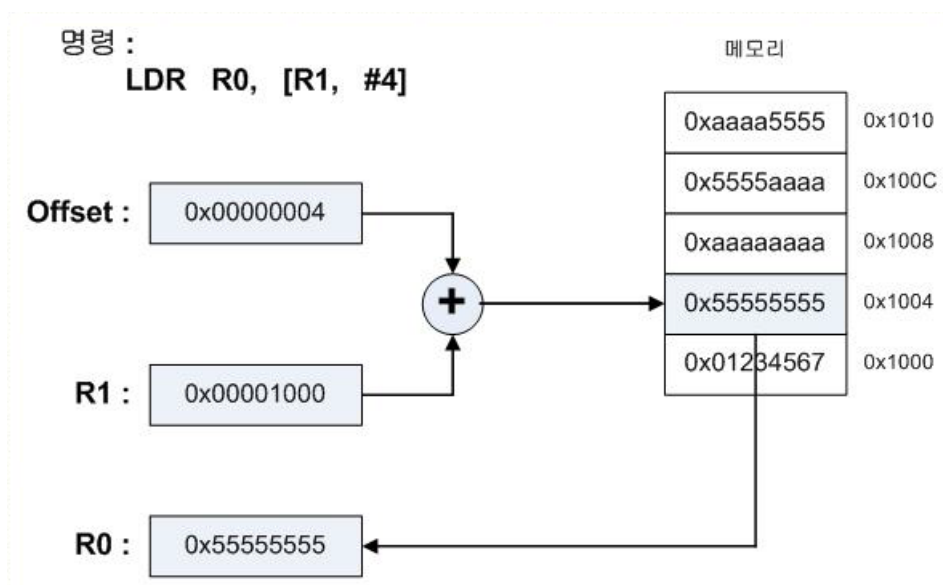 명령 :
LDR R0, [R1, #4]
메모리
0xaaaa5555 0x1010
0x5555aaaa 0x100C
Offset : 0x00000004
0xaaaaaaaa 0x1008
+
0x55555555 0x1004
R1 : 0x00001000
0x01234567 0x1000
R0 : 0x55555555